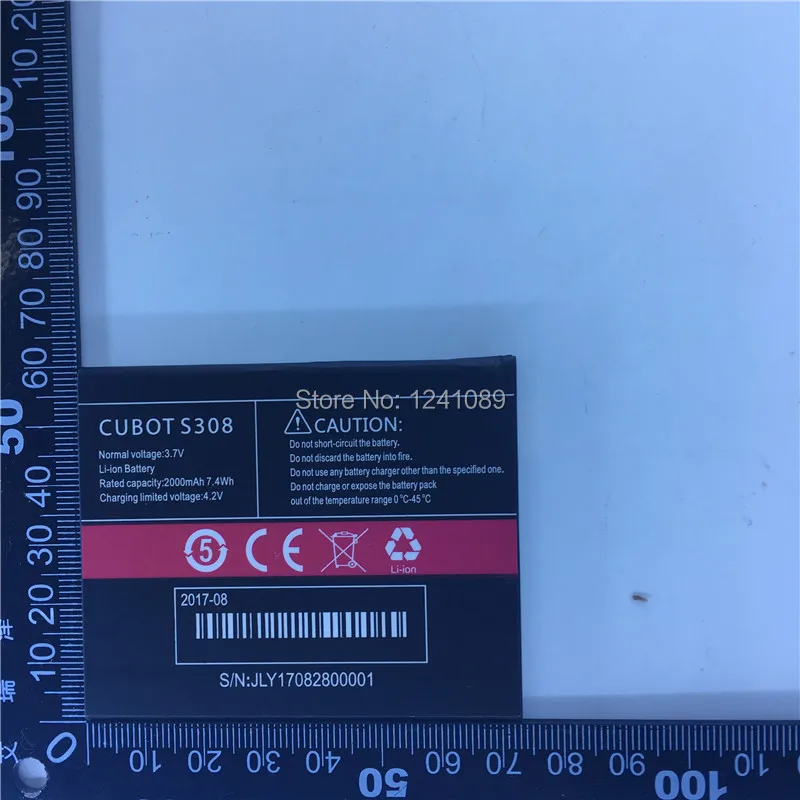 Store No: 1241089
CUBOT S308
Normal voltage:3.7V
Li-ion Battery
Rated capacity:2000mAh 7.4Wh
Charging limited voltage:4.2V
CAUTION:
Do not short-circuit the battery.
Do not discard the battery into fire.
Do not use any battery charger other than the specified one.
Do not charge or expose the battery pack
out of the temperature range 0℃-45℃
5
CE
Li-ion
2017-08
S/N:JLY17082800001
20
10
100
90
80
70
60
50
40
30
20
10
0
10
20
30
40
50
60
70
80
90
100
10